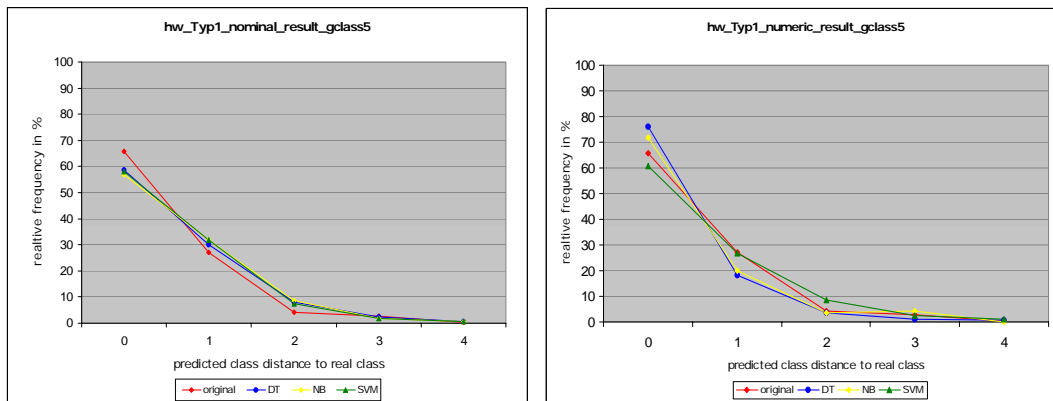 hw_Typ1_nominal_result_gclass5
100
90
80
70
60
50
40
30
20
10
0
realtive frequency in %
0 1 2 3 4
predicted class distance to real class
original DT NB SVM
hw_Typ1_numeric_result_gclass5
100
90
80
70
60
50
40
30
20
10
0
realtive frequency in %
0 1 2 3 4
predicted class distance to real class
original DT NB SVM